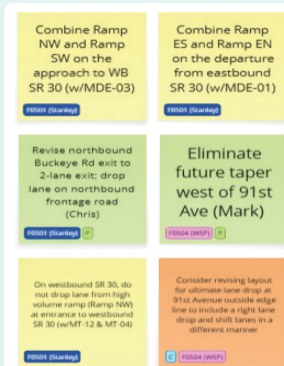 Combine Ramp
NW and Ramp
SW on the
approach to WB
SR 30 (w/MDE-03)
F0501 (Stanley)
Combine Ramp
ES and Ramp EN
on the departure
from eastbound
SR 30 (w/MDE-01)
F0501 (Stanley)
Revise northbound
Buckeye Rd exit to
2-lane exit; drop
lane on northbound
frontage road
(Chris)
F0501 (Stanley) P
Eliminate
future taper
west of 91st
Ave (Mark)
F0504 (WSP) P
On westbound SR 30, do
not drop lane from high
volume ramp (Ramp NW)
at entrance to westbound
SR 30 (w/MT-12 & MT-04)
F0501 (Stanley)
Consider revising layout
for ultimate lane drop at
91st Avenue outside edge
line to include a right lane
drop and shift lanes in a
different manner
C F0504 (WSP)